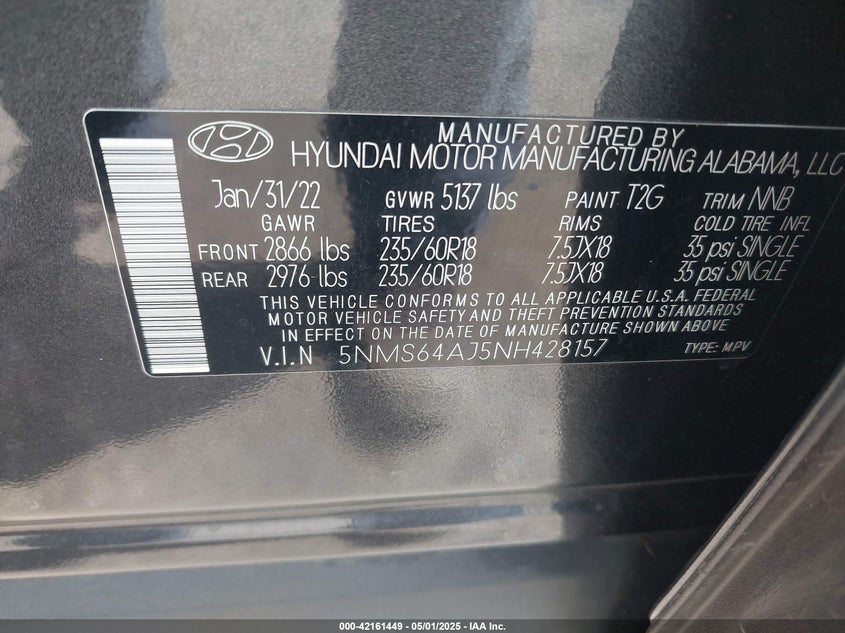 MANUFACTURED BY
HYUNDAI MOTOR MANUFACTURING ALABAMA, LLC
Jan/31/22 GVWR 5137 lbs PAINT T2G TRIM NNB
GAWR TIRES RIMS COLD TIRE INFL
FRONT 2866 lbs 235/60R18 7.5JX18 35 psi SINGLE
REAR 2976 lbs 235/60R18 7.5JX18 35 psi SINGLE
THIS VEHICLE CONFORMS TO ALL APPLICABLE U.S.A. FEDERAL
MOTOR VEHICLE SAFETY AND THEFT PREVENTION STANDARDS
IN EFFECT ON THE DATE OF MANUFACTURE SHOWN ABOVE
V.I.N 5NMS64AJ5NH428157 TYPE: MPV
000-42161449 - 05/01/2025 - IAA Inc.